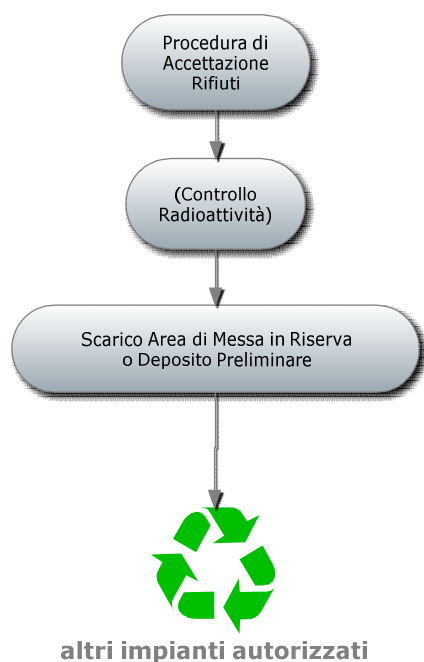 Procedura di
Accettazione
Rifiuti
(Controllo
Radioattività)
Scarico Area di Messa in Riserva
o Deposito Preliminare
altri impianti autorizzati